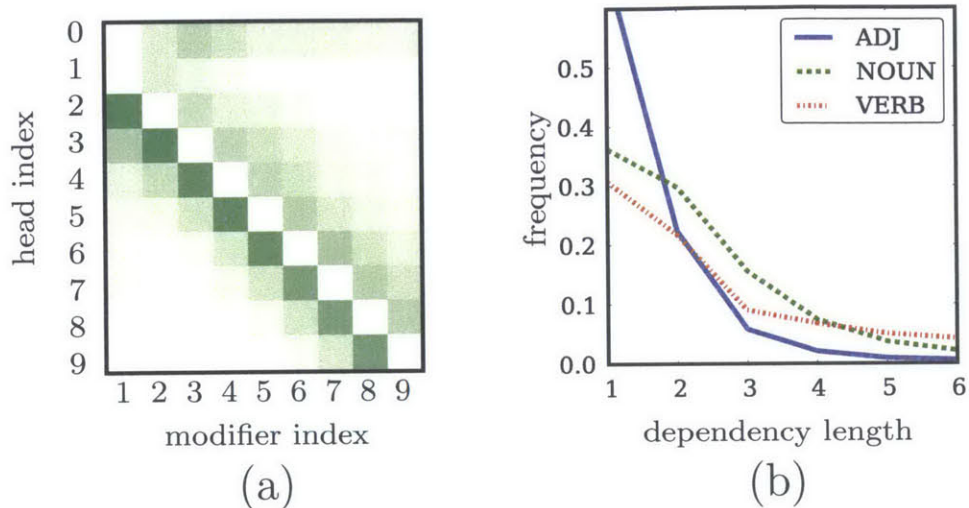 head index
0
1
2
3
4
5
6
7
8
9
1 2 3 4 5 6 7 8 9
modifier index
(a)
frequency
0.5
0.4
0.3
0.2
0.1
0.0
ADJ
NOUN
VERB
1 2 3 4 5 6
dependency length
(b)